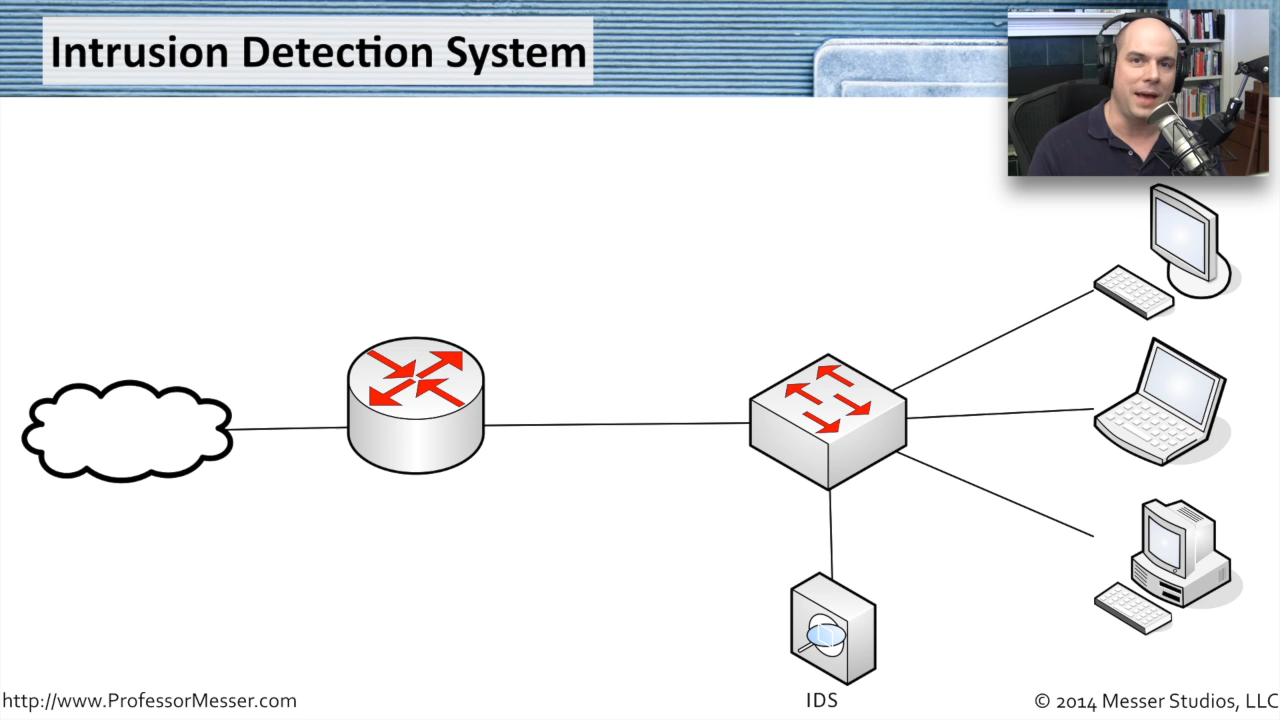 Intrusion Detection System
IDS
http://www.ProfessorMesser.com
© 2014 Messer Studios, LLC